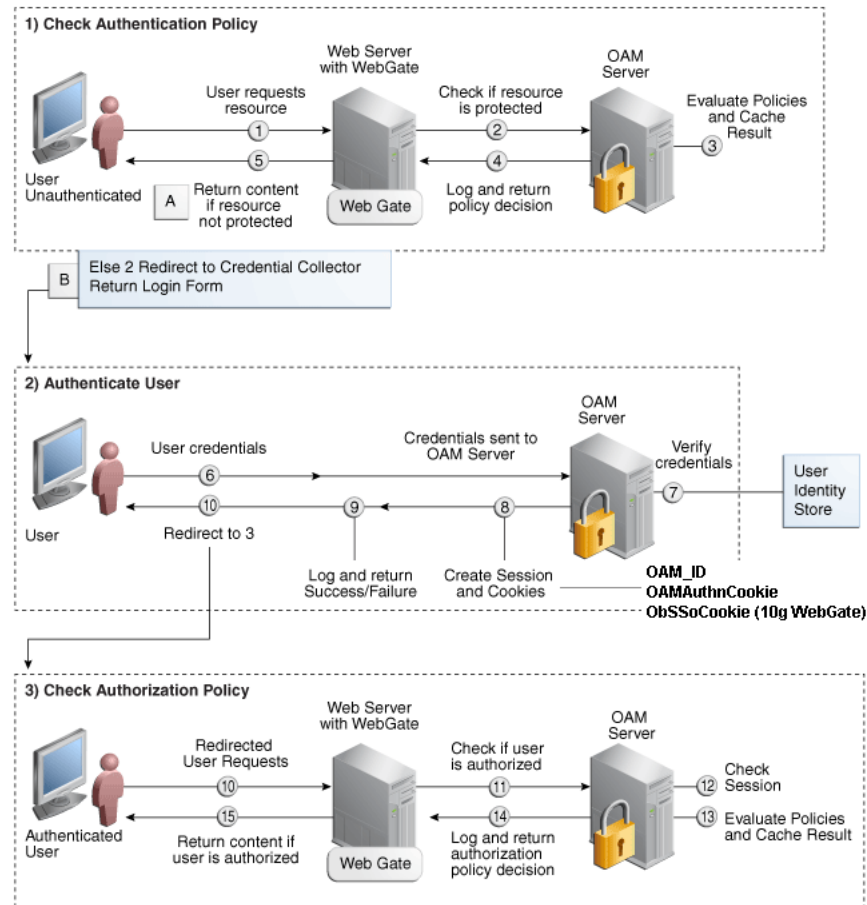 1) Check Authentication Policy
Web Server
with WebGate
OAM
Server
User requests
resource
Check if resource
is protected
Evaluate Policies
and Cache
Result
1
2
3
5
4
User
Unauthenticated
A
Return content
if resource
not protected
Web Gate
Log and return
policy decision
B
Else 2 Redirect to Credential Collector
Return Login Form
2) Authenticate User
OAM
Server
User credentials
Credentials sent to
OAM Server
Verify
credentials
User
Identity
Store
6
7
10
9
8
User
Redirect to 3
Log and return
Success/Failure
Create Session
and Cookies
OAM_ID
OAMAuthnCookie
ObSSoCookie (10g WebGate)
3) Check Authorization Policy
Web Server
with WebGate
OAM
Server
Redirected
User Requests
Check if user
is authorized
10
11
12
Check
Session
15
14
13
Evaluate Policies
and Cache Result
Authenticated
User
Return content if
user is authorized
Web Gate
Log and return
authorization
policy decision